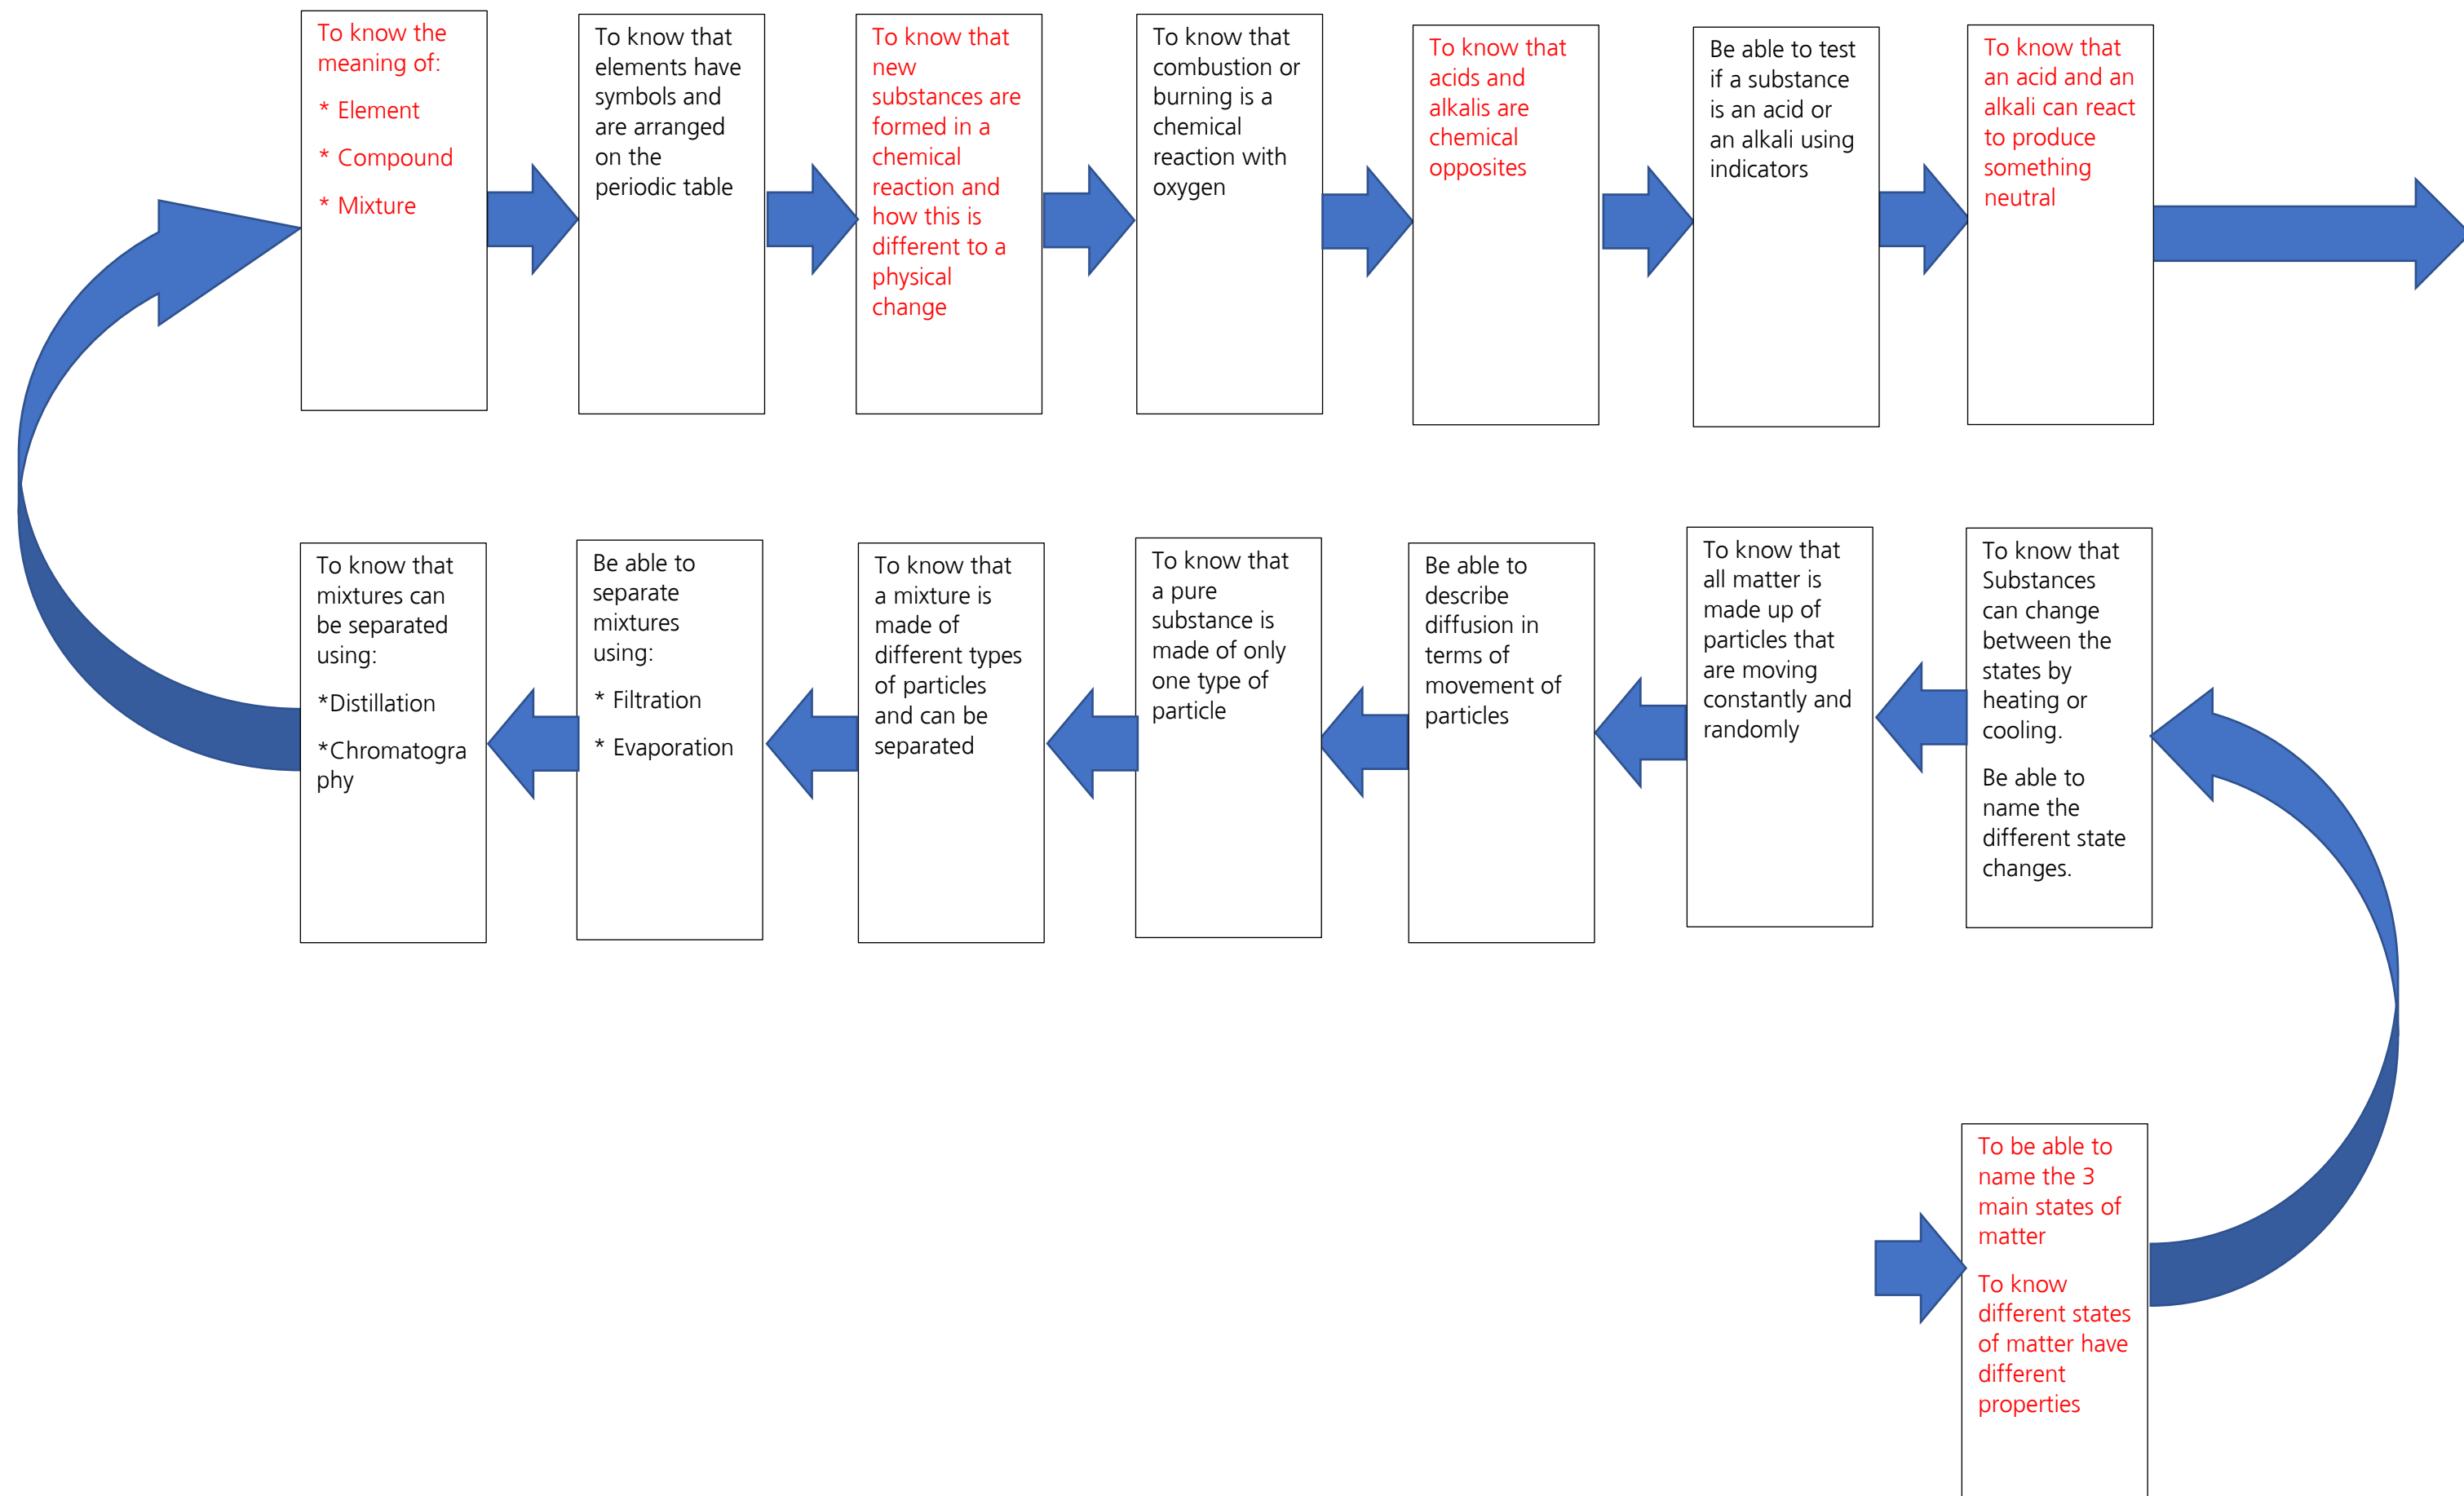 To know the
meaning of:
* Element
* Compound
* Mixture
To know that
elements have
symbols and
are arranged
on the
periodic table
To know that
new
substances are
formed in a
chemical
reaction and
how this is
different to a
physical
change
To know that
combustion or
burning is a
chemical
reaction with
oxygen
To know that
acids and
alkalis are
chemical
opposites
Be able to test
if a substance
is an acid or
an alkali using
indicators
To know that
an acid and an
alkali can react
to produce
something
neutral
To know that
mixtures can
be separated
using:
*Distillation
*Chromatogra
phy
Be able to
separate
mixtures
using:
* Filtration
* Evaporation
To know that
a mixture is
made of
different types
of particles
and can be
separated
To know that
a pure
substance is
made of only
one type of
particle
Be able to
describe
diffusion in
terms of
movement of
particles
To know that
all matter is
made up of
particles that
are moving
constantly and
randomly
To know that
Substances
can change
between the
states by
heating or
cooling.
Be able to
name the
different state
changes.
To be able to
name the 3
main states of
matter
To know
different states
of matter have
different
properties